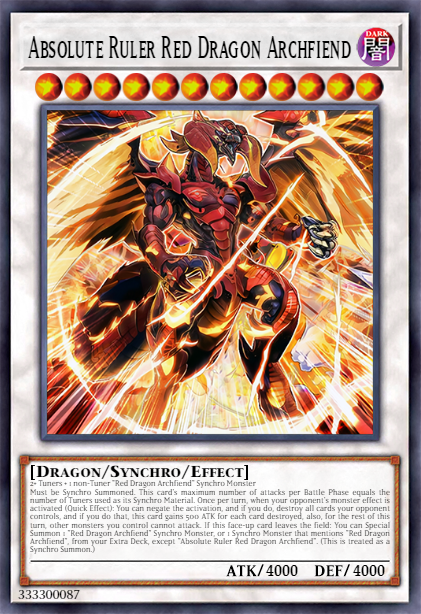 ABSOLUTE RULER RED DRAGON ARCHFIEND
DARK
闇
[DRAGON/SYNCHRO/EFFECT]
2+ Tuners + 1 non-Tuner "Red Dragon Archfiend" Synchro Monster
Must be Synchro Summoned. This card's maximum number of attacks per Battle Phase equals the
number of Tuners used as its Synchro Material. Once per turn, when your opponent's monster effect is
activated (Quick Effect): You can negate the activation, and if you do, destroy all cards your opponent
controls, and if you do that, this card gains 500 ATK for each card destroyed, also, for the rest of this
turn, other monsters you control cannot attack. If this face-up card leaves the field: You can Special
Summon 1 "Red Dragon Archfiend" Synchro Monster, or 1 Synchro Monster that mentions "Red Dragon
Archfiend", from your Extra Deck, except "Absolute Ruler Red Dragon Archfiend". (This is treated as a
Synchro Summon.)
ATK/4000 DEF/4000
333300087